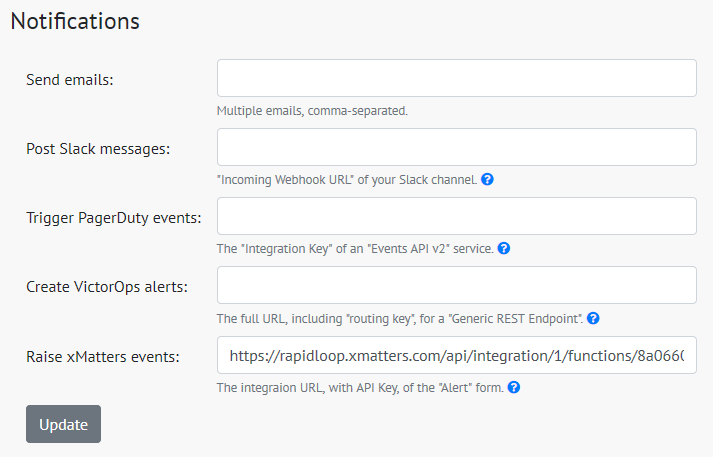 Notifications
Send emails:
Multiple emails, comma-separated.
Post Slack messages:
"Incoming Webhook URL" of your Slack channel. ?
Trigger PagerDuty events:
The "Integration Key" of an "Events API v2" service. ?
Create VictorOps alerts:
The full URL, including "routing key", for a "Generic REST Endpoint". ?
Raise xMatters events: https://rapidloop.xmatters.com/api/integration/1/functions/8a0660
The integraion URL, with API Key, of the "Alert" form. ?
Update